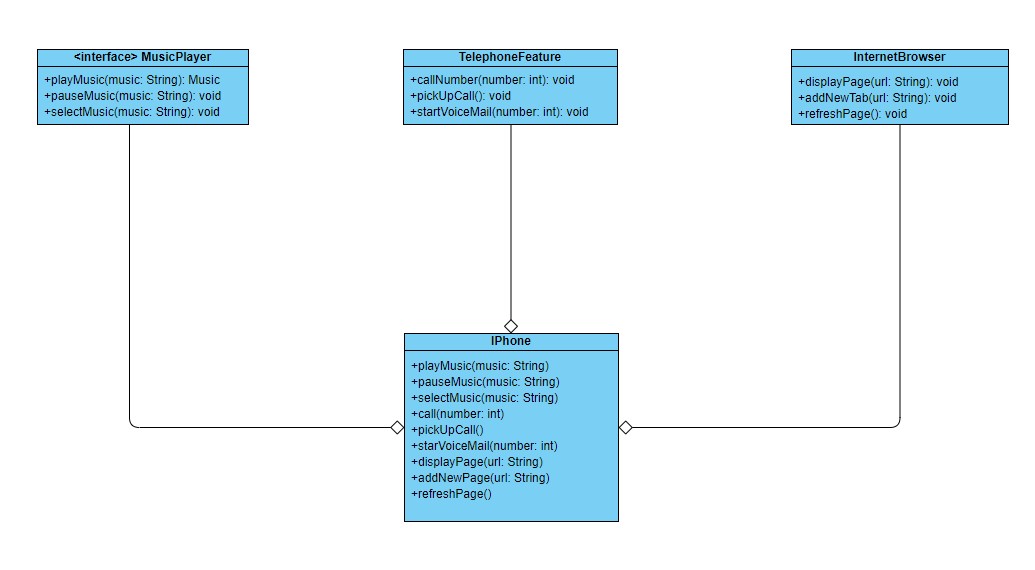 <interface> MusicPlayer
+playMusic(music: String): Music
+pauseMusic(music: String): void
+selectMusic(music: String): void
TelephoneFeature
+callNumber(number: int): void
+pickUpCall(): void
+startVoiceMail(number: int): void
InternetBrowser
+displayPage(url: String): void
+addNewTab(url: String): void
+refreshPage(): void
IPhone
+playMusic(music: String)
+pauseMusic(music: String)
+selectMusic(music: String)
+call(number: int)
+pickUpCall()
+starVoiceMail(number: int)
+displayPage(url: String)
+addNewPage(url: String)
+refreshPage()